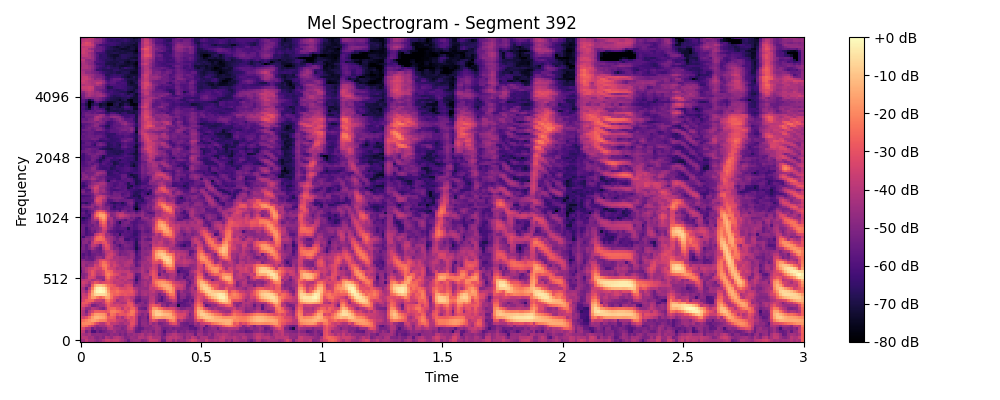 Mel Spectrogram - Segment 392
Frequency
4096
2048
1024
512
0
0
0.5
1
1.5
2
2.5
3
Time
+0 dB
-10 dB
-20 dB
-30 dB
-40 dB
-50 dB
-60 dB
-70 dB
-80 dB